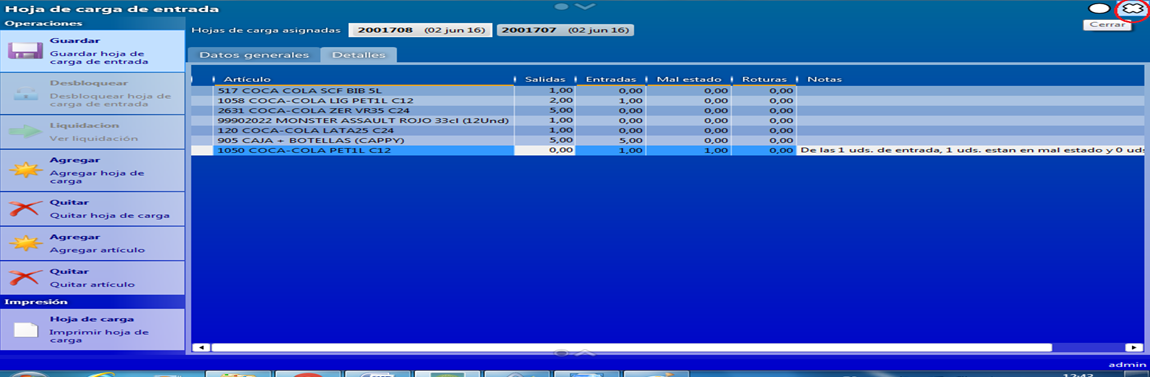 Hoja de carga de entrada
Operaciones
Guardar
Guardar hoja de
carga de entrada
Desbloquear
Desbloquear hoja de
carga de entrada
Liquidacion
Ver liquidación
Agregar
Agregar hoja de
carga
Quitar
Quitar hoja de carga
Agregar
Agregar artículo
Quitar
Quitar artículo
Impresión
Hoja de carga
Imprimir hoja de
carga
Cerrar
Hojas de carga asignadas 2001708 (02 jun 16) 2001707 (02 jun 16)
Datos generales Detalles
Artículo Salidas Entradas Mal estado Roturas Notas
517 COCA COLA SCF BIB 5L 1,00 0,00 0,00 0,00
1058 COCA-COLA LIG PET1L C12 2,00 1,00 0,00 0,00
2631 COCA-COLA ZER VR35 C24 5,00 0,00 0,00 0,00
99902022 MONSTER ASSAULT ROJO 33cl (12Und) 1,00 0,00 0,00 0,00
120 COCA-COLA LATA25 C24 1,00 0,00 0,00 0,00
905 CAJA + BOTELLAS (CAPPY) 5,00 5,00 0,00 0,00
1050 COCA-COLA PET1L C12 0,00 1,00 1,00 0,00 De las 1 uds. de entrada, 1 uds. estan en mal estado y 0 uds
admin